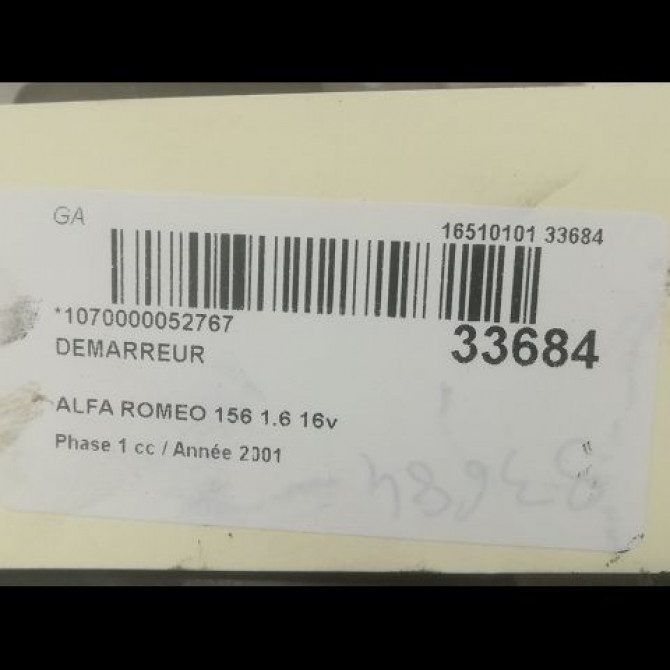 GA
16510101 33684
*1070000052767
33684
DEMARREUR
ALFA ROMEO 156 1.6 16v
Phase 1 cc / Année 2001
33684